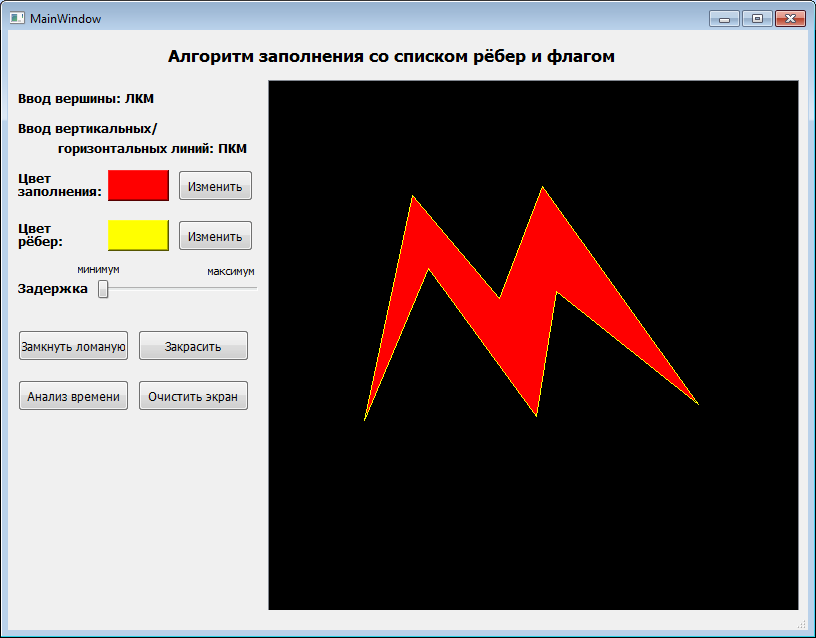 MainWindow
Алгоритм заполнения со списком рёбер и флагом
Ввод вершины: ЛКМ
Ввод вертикальных/
горизонтальных линий: ПКМ
Цвет
заполнения:
Изменить
Цвет
рёбер:
Изменить
минимум
максимум
Задержка
Замкнуть ломаную
Закрасить
Анализ времени
Очистить экран